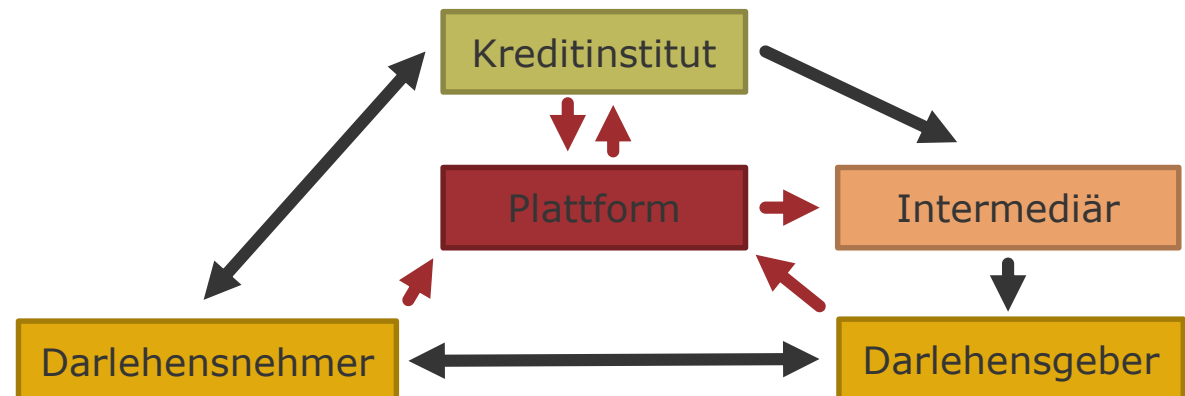 Kreditinstitut
Plattform
Intermediär
Darlehensnehmer
Darlehensgeber